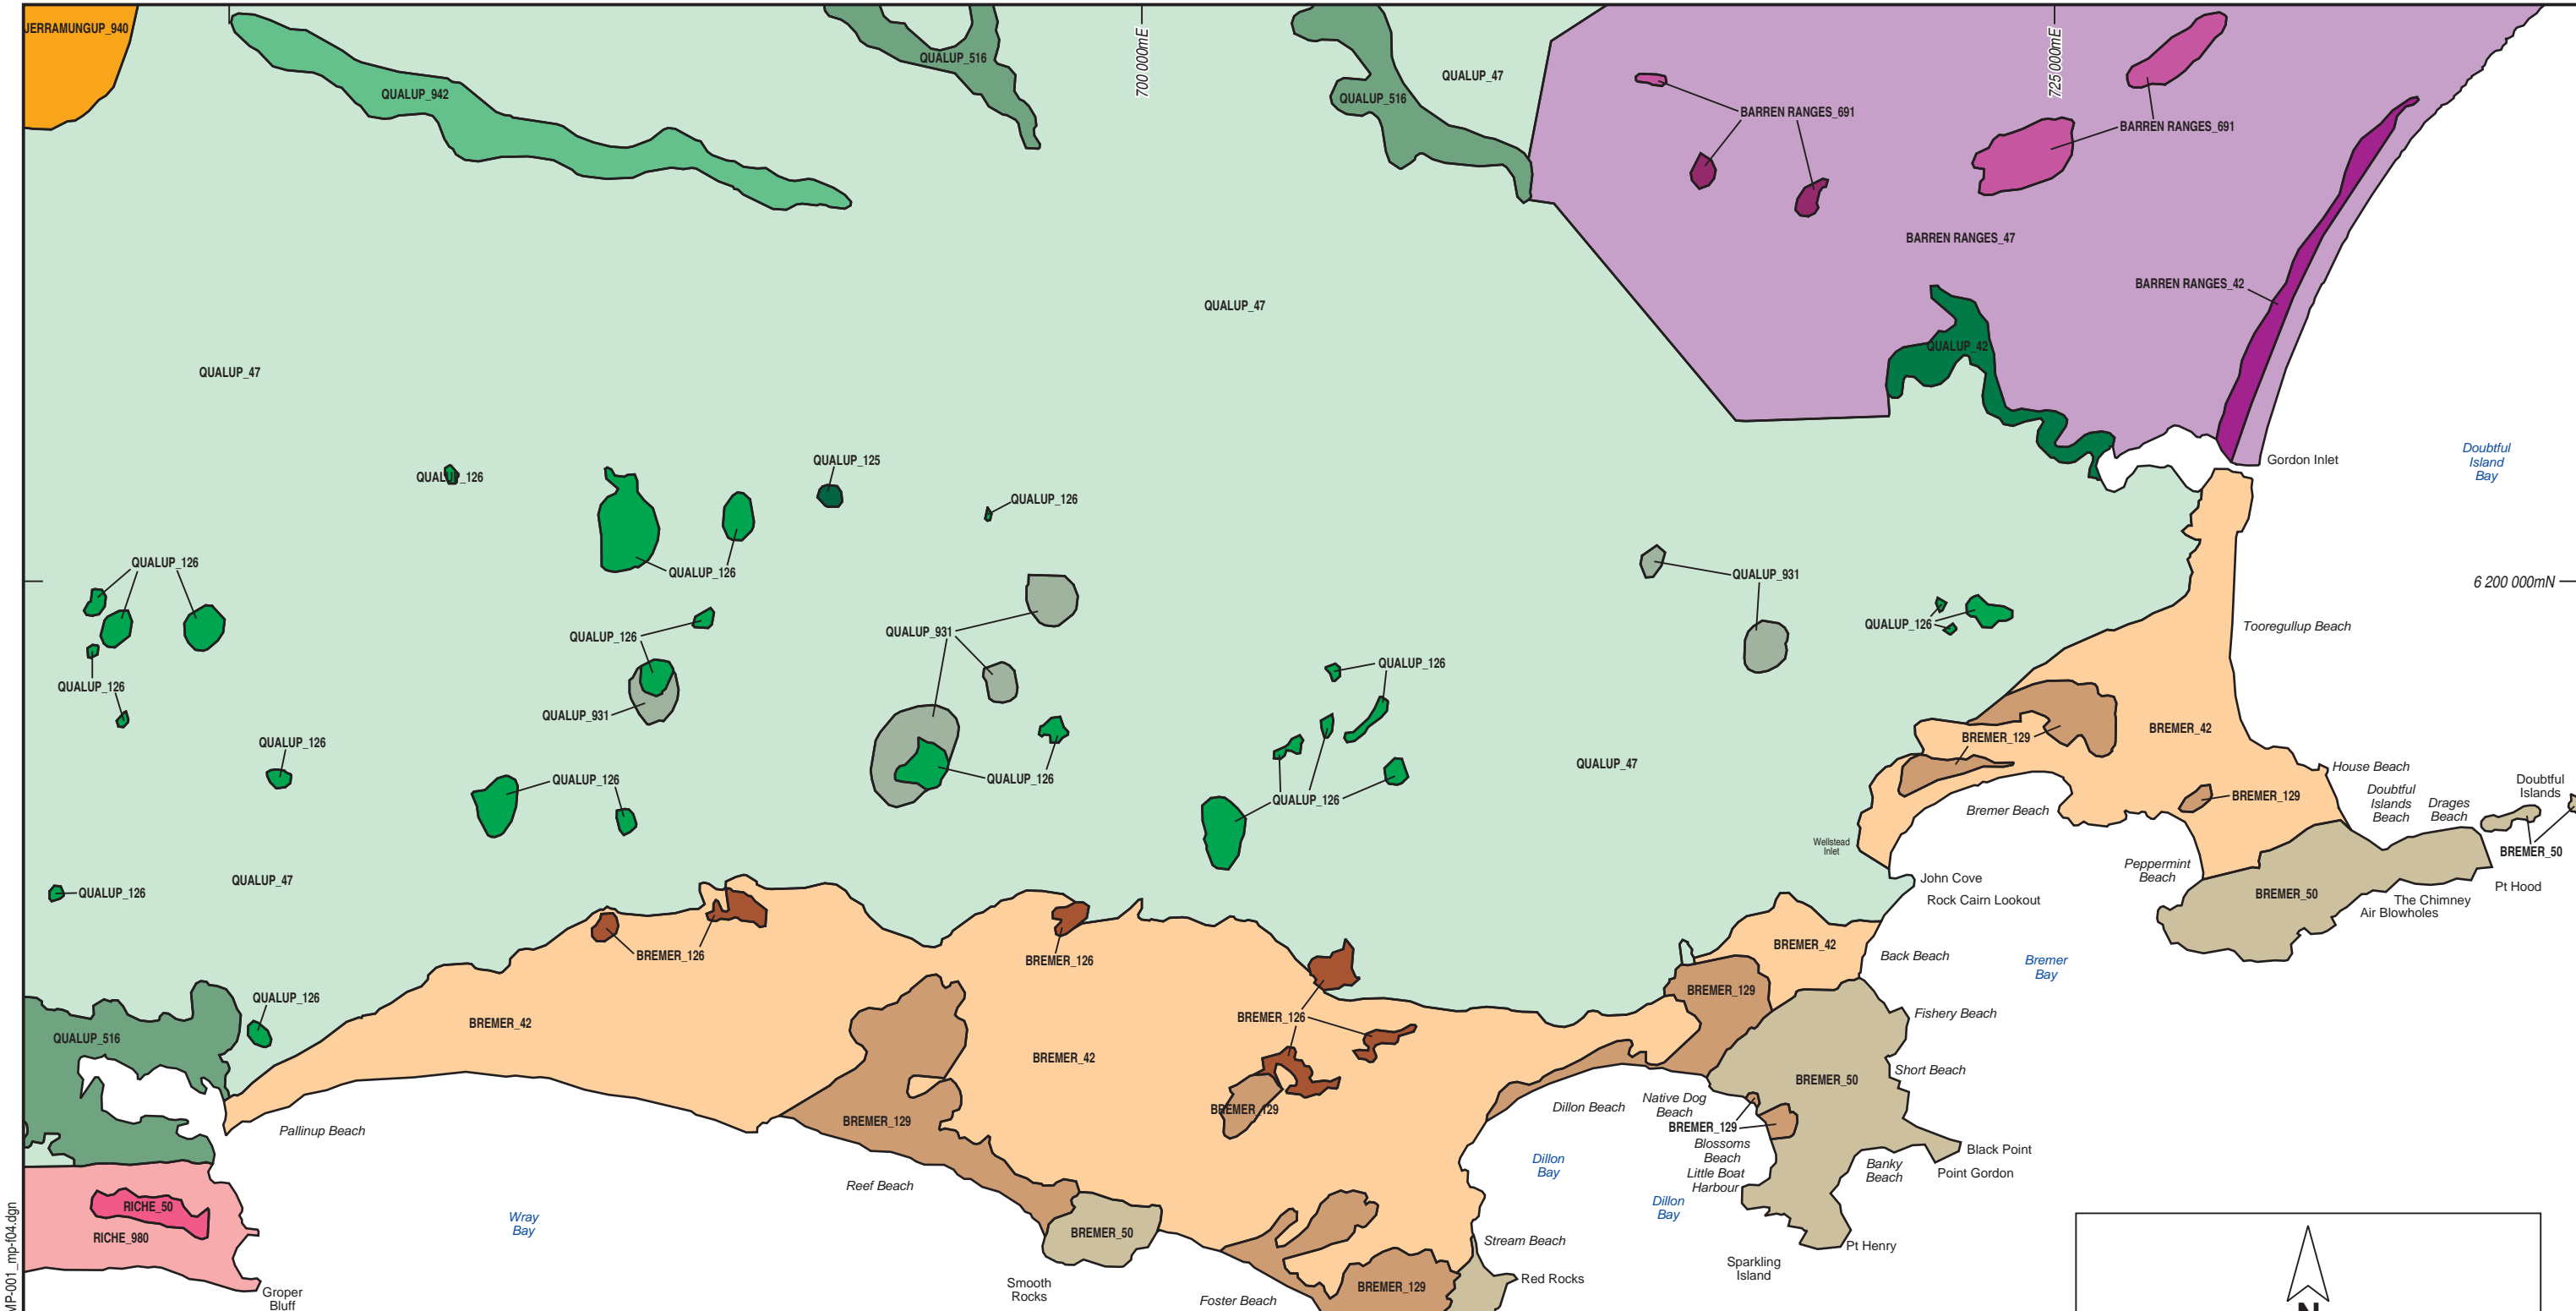 JERRAMUNGUP_940
QUALUP_942
QUALUP_516
700 000mE
QUALUP_516
QUALUP_47
BARREN RANGES_691
725 000mE
BARREN RANGES_691
BARREN RANGES_47
BARREN RANGES_42
QUALUP_47
QUALUP_42
QUALUP_47
Gordon Inlet
Doubtful
Island
Bay
QUALUP_126
QUALUP_125
QUALUP_126
QUALUP_126
QUALUP_126
QUALUP_931
6 200 000mN
QUALUP_126
QUALUP_931
QUALUP_126
Tooregullup Beach
QUALUP_126
QUALUP_126
QUALUP_931
QUALUP_126
QUALUP_126
QUALUP_126
QUALUP_126
QUALUP_47
BREMER_129
BREMER_42
House Beach
Doubtful
Islands
QUALUP_126
BREMER_129
Doubtful
Islands
Beach
Drages
Beach
Bremer Beach
Wellstead
Inlet
BREMER_50
Peppermint
Beach
John Cove
Pt Hood
QUALUP_126
QUALUP_47
BREMER_50
The Chimney
Rock Cairn Lookout
Air Blowholes
BREMER_126
BREMER_126
BREMER_42
Back Beach
Bremer
Bay
QUALUP_126
BREMER_129
Fishery Beach
BREMER_126
BREMER_42
QUALUP_516
BREMER_42
Short Beach
BREMER_50
Native Dog
Beach
Dillon Beach
BREMER_129
BREMER_129
BREMER_129
Pallinup Beach
Blossoms
Beach
Black Point
Dillon
Bay
Banky
Beach
Point Gordon
Little Boat
Harbour
Reef Beach
Dillon
Bay
RICHE_50
Wray
Bay
RICHE_980
BREMER_50
Stream Beach
Pt Henry
Sparkling
Island
Smooth
Rocks
Red Rocks
BREMER_129
Groper
Bluff
Foster Beach
MP-001_mp-f04.dgn
N